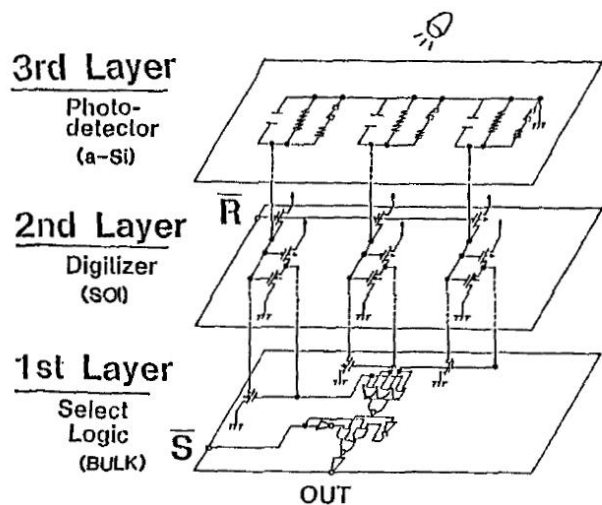 3rd Layer
Photo-
detector
(a-Si)
R
2nd Layer
Digilizer
(SOI)
1st Layer
Select
Logic
(BULK)
S
OUT